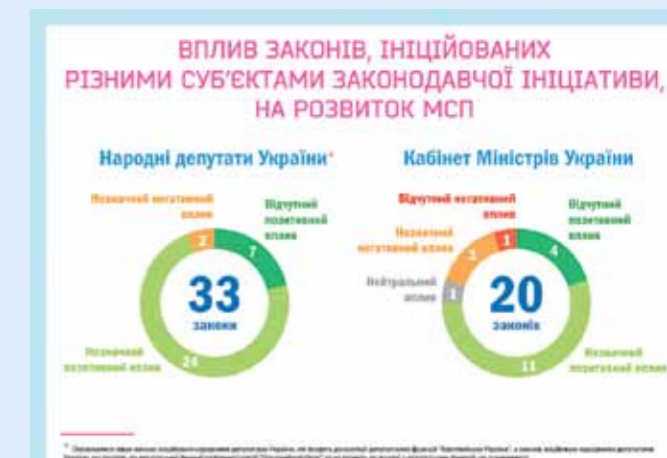 ВПЛИВ ЗАКОНІВ, ІНІЦІЙОВАНИХ
РІЗНИМИ СУБ'ЄКТАМИ ЗАКОНОДАВЧОЇ ІНІЦІАТИВИ,
НА РОЗВИТОК МСП
Народні депутати України*
Незначний негативний
вплив
2
Відчутний
позитивний
вплив
7
33
закони
Незначний
позитивний вплив
24
Кабінет Міністрів України
Відчутний негативний
вплив
1
Незначний
негативний вплив
3
Відчутний
позитивний
вплив
4
Нейтральний
вплив
1
20
законів
Незначний
позитивний вплив
11